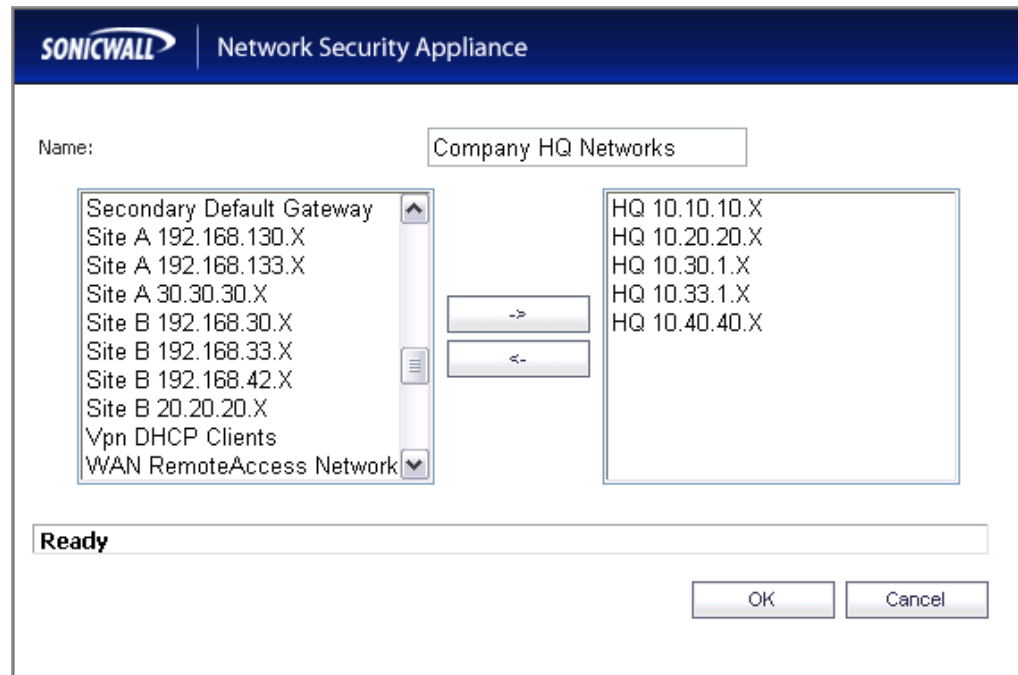 SONICWALL Network Security Appliance
Name: Company HQ Networks
Secondary Default Gateway
Site A 192.168.130.X
Site A 192.168.133.X
Site A 30.30.30.X
Site B 192.168.30.X
Site B 192.168.33.X
Site B 192.168.42.X
Site B 20.20.20.X
Vpn DHCP Clients
WAN RemoteAccess Network
->
<-
HQ 10.10.10.X
HQ 10.20.20.X
HQ 10.30.1.X
HQ 10.33.1.X
HQ 10.40.40.X
Ready
OK Cancel